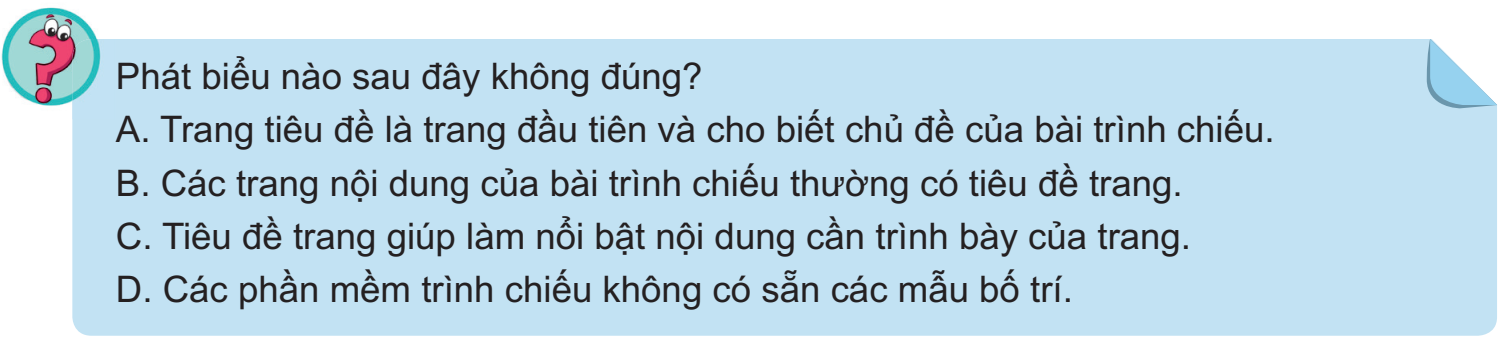 Phát biểu nào sau đây không đúng?
A. Trang tiêu đề là trang đầu tiên và cho biết chủ đề của bài trình chiếu.
B. Các trang nội dung của bài trình chiếu thường có tiêu đề trang.
C. Tiêu đề trang giúp làm nổi bật nội dung cần trình bày của trang.
D. Các phần mềm trình chiếu không có sẵn các mẫu bố trí.